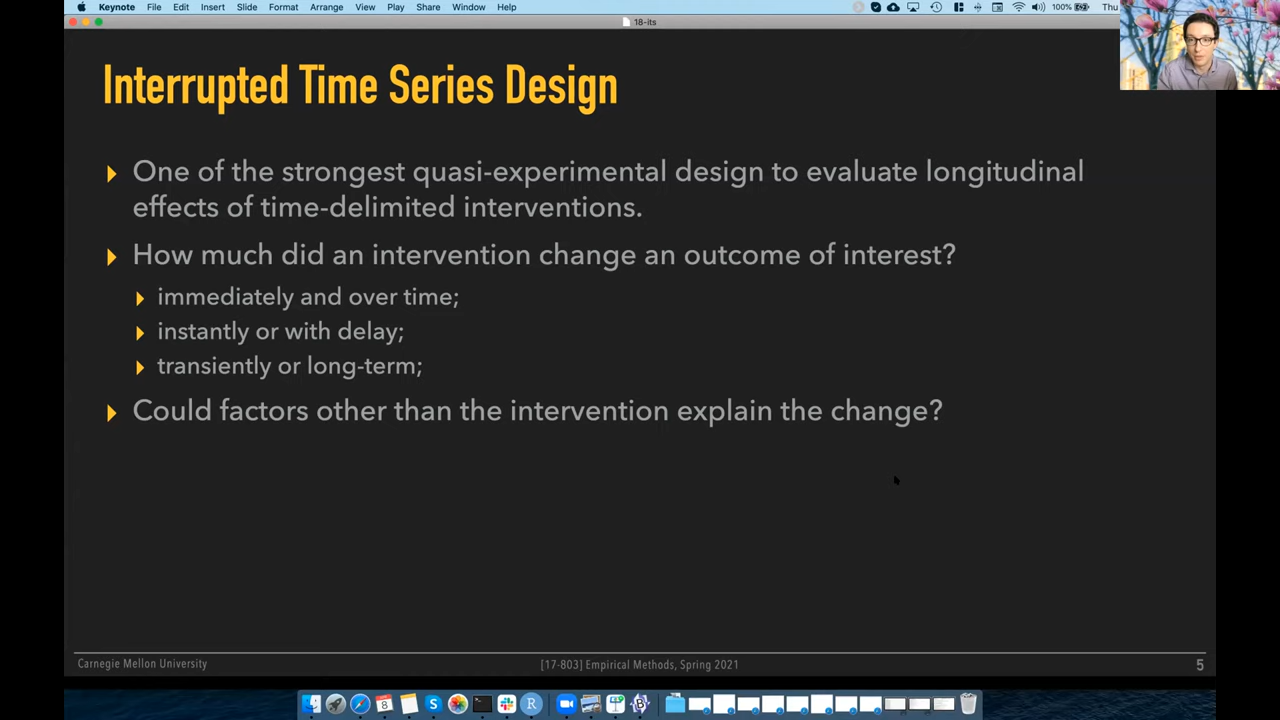 Keynote File Edit Insert Slide Format Arrange View Play Share Window Help 100% Thu
18-its
Interrupted Time Series Design
One of the strongest quasi-experimental design to evaluate longitudinal
effects of time-delimited interventions.
How much did an intervention change an outcome of interest?
immediately and over time;
instantly or with delay;
transiently or long-term;
Could factors other than the intervention explain the change?
Carnegie Mellon University [17-803] Empirical Methods, Spring 2021 5
8 S R B